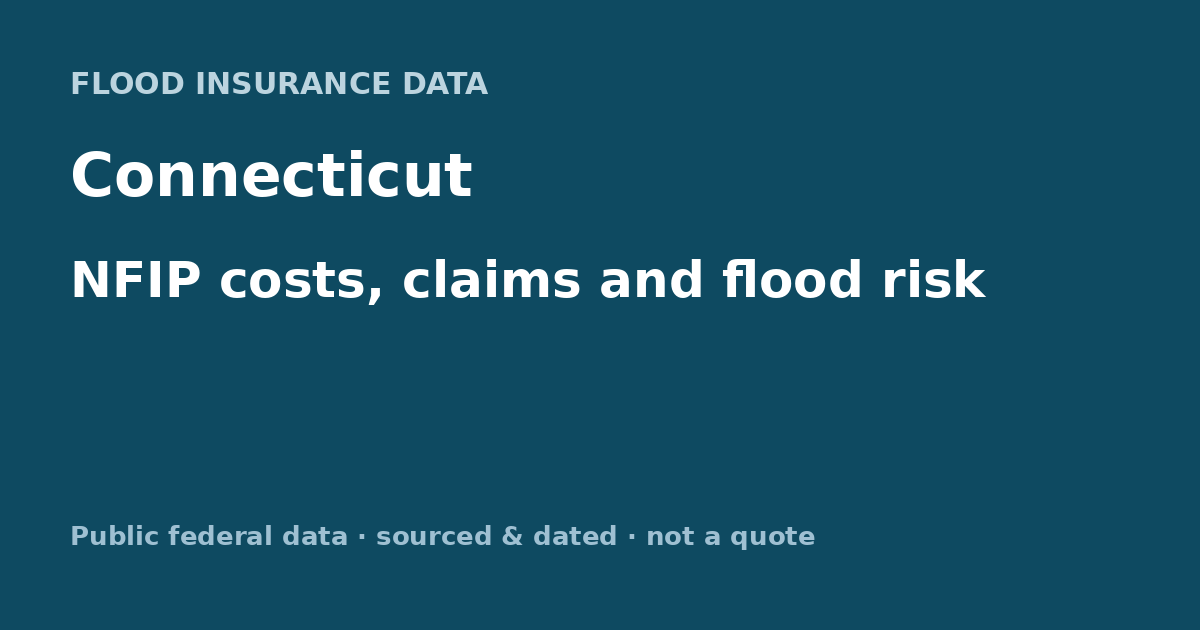 FLOOD INSURANCE DATA
Connecticut
NFIP costs, claims and flood risk
Public federal data · sourced & dated · not a quote